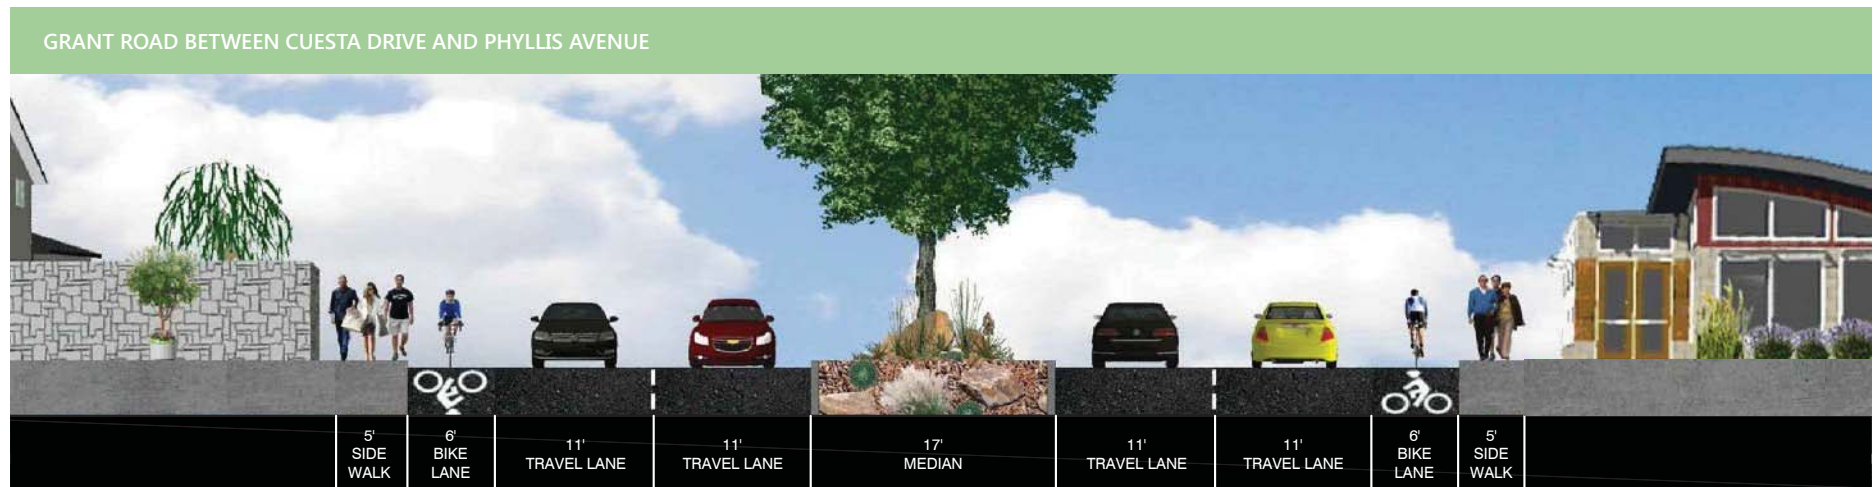 GRANT ROAD BETWEEN CUESTA DRIVE AND PHYLLIS AVENUE
5'
SIDE
WALK
6'
BIKE
LANE
11'
TRAVEL LANE
11'
TRAVEL LANE
17'
MEDIAN
11'
TRAVEL LANE
11'
TRAVEL LANE
6'
BIKE
LANE
5'
SIDE
WALK